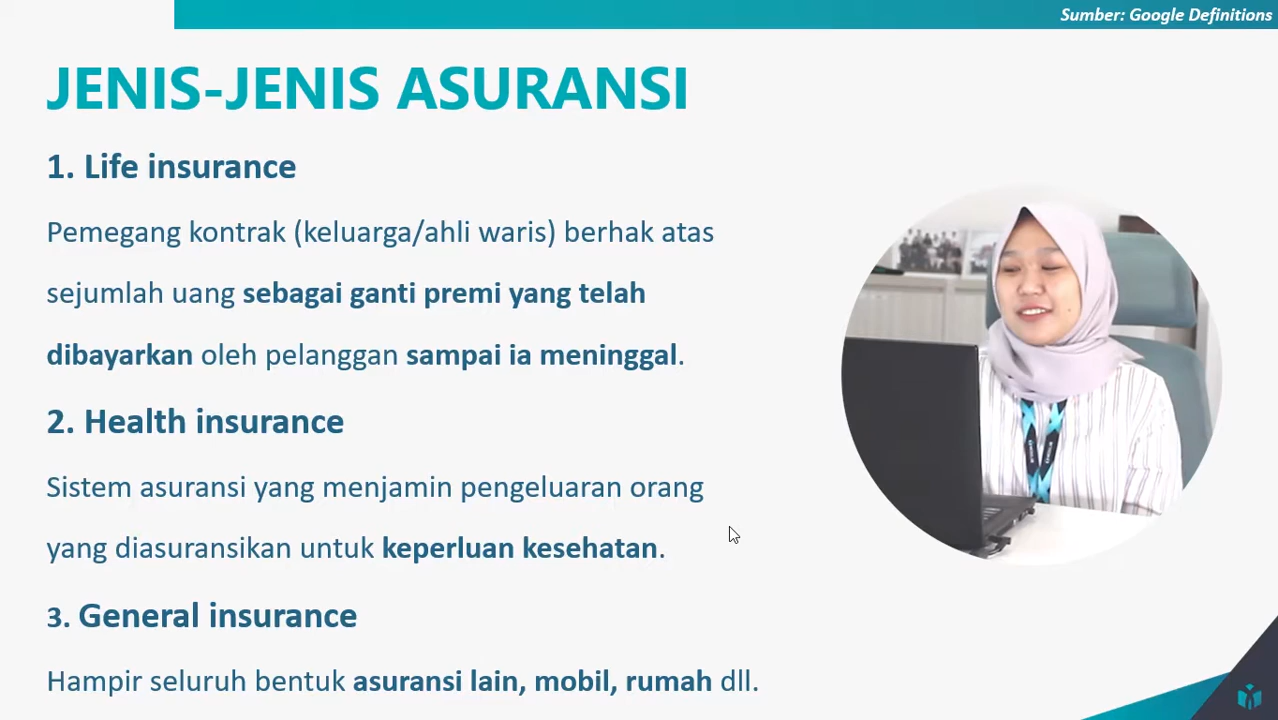 Sumber: Google Definitions
JENIS-JENIS ASURANSI
1. Life insurance
Pemegang kontrak (keluarga/ahli waris) berhak atas
sejumlah uang sebagai ganti premi yang telah
dibayarkan oleh pelanggan sampai ia meninggal.
2. Health insurance
Sistem asuransi yang menjamin pengeluaran orang
yang diasuransikan untuk keperluan kesehatan.
3. General insurance
Hampir seluruh bentuk asuransi lain, mobil, rumah dll.